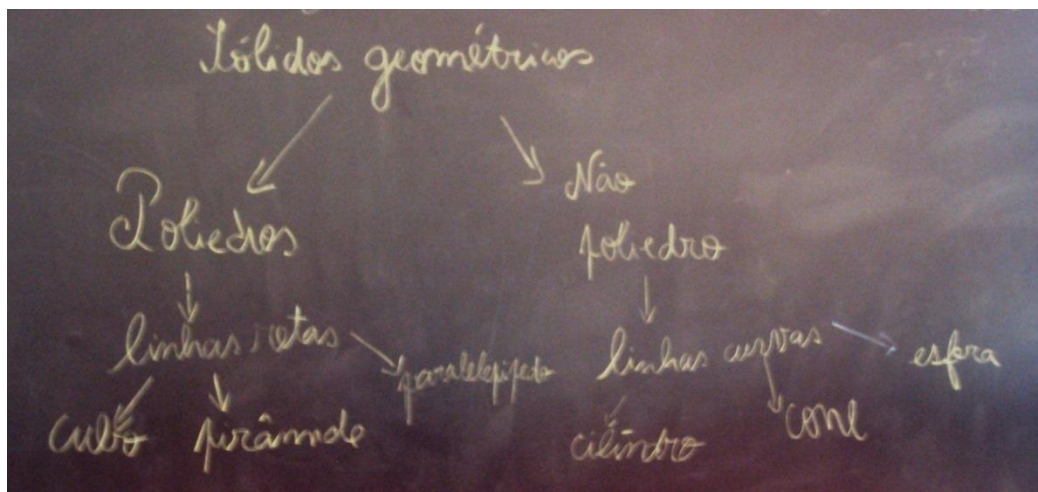 Sólidos geométricos
Poliedros
Não
poliedro
linhas retas
paralelepípedo
linhas curvas
esfera
cubo
pirâmide
cilindro
cone